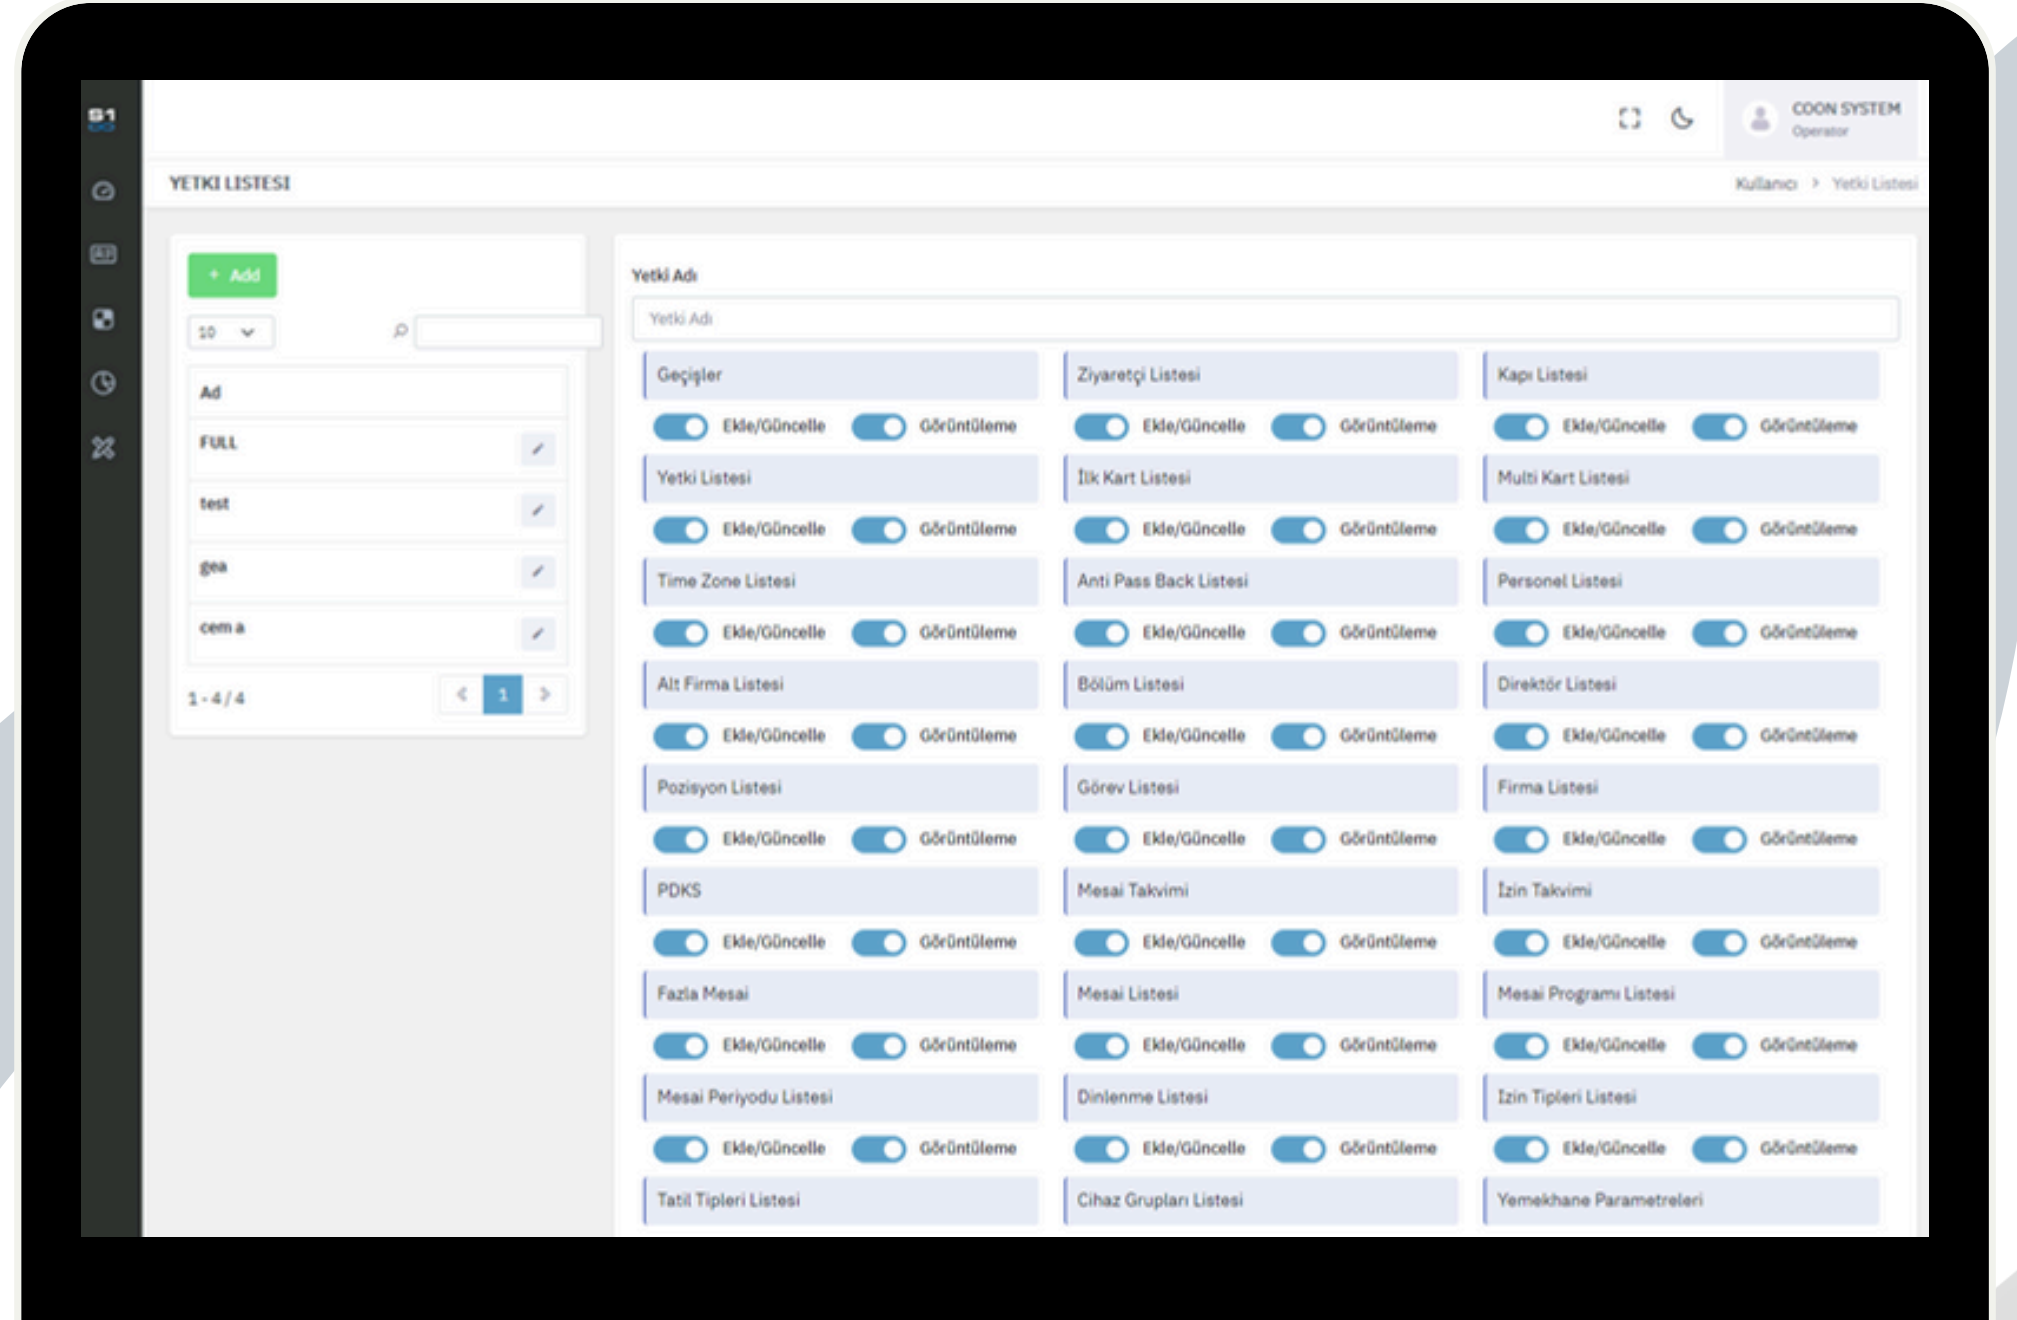 S1
COON SYSTEM
Operator
YETKI LISTESI
Kullanıcı > Yetki Listesi
+ Add
10
Ad
FULL
test
gea
cem a
1 - 4 / 4
< 1 >
Yetki Adı
Yetki Adı
Geçişler Ziyaretçi Listesi Kapı Listesi
Ekle/Güncelle Görüntüleme Ekle/Güncelle Görüntüleme Ekle/Güncelle Görüntüleme
Yetki Listesi İlk Kart Listesi Multi Kart Listesi
Ekle/Güncelle Görüntüleme Ekle/Güncelle Görüntüleme Ekle/Güncelle Görüntüleme
Time Zone Listesi Anti Pass Back Listesi Personel Listesi
Ekle/Güncelle Görüntüleme Ekle/Güncelle Görüntüleme Ekle/Güncelle Görüntüleme
Alt Firma Listesi Bölüm Listesi Direktör Listesi
Ekle/Güncelle Görüntüleme Ekle/Güncelle Görüntüleme Ekle/Güncelle Görüntüleme
Pozisyon Listesi Görev Listesi Firma Listesi
Ekle/Güncelle Görüntüleme Ekle/Güncelle Görüntüleme Ekle/Güncelle Görüntüleme
PDKS Mesai Takvimi İzin Takvimi
Ekle/Güncelle Görüntüleme Ekle/Güncelle Görüntüleme Ekle/Güncelle Görüntüleme
Fazla Mesai Mesai Listesi Mesai Programı Listesi
Ekle/Güncelle Görüntüleme Ekle/Güncelle Görüntüleme Ekle/Güncelle Görüntüleme
Mesai Periyodu Listesi Dinlenme Listesi Izin Tipleri Listesi
Ekle/Güncelle Görüntüleme Ekle/Güncelle Görüntüleme Ekle/Güncelle Görüntüleme
Tatil Tipleri Listesi Cihaz Grupları Listesi Yemekhane Parametreleri